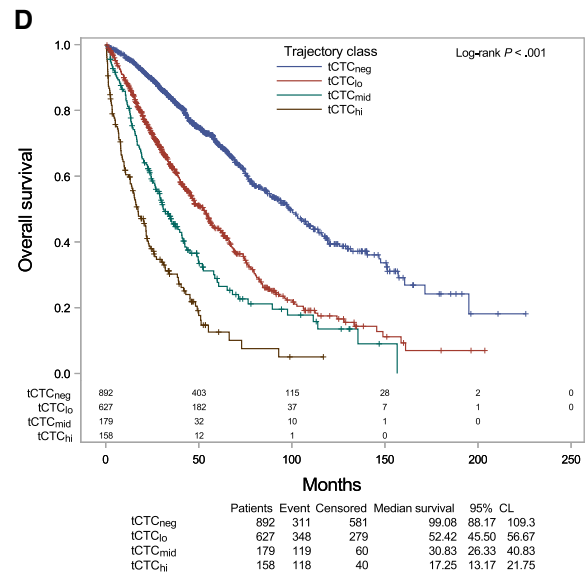 D
Trajectory class
tCTCneg
tCTClo
tCTCmid
tCTChi
Log-rank P < .001
Overall survival
1.0
0.8
0.6
0.4
0.2
0.0
tCTCneg 892 403 115 28 2 0
tCTClo 627 182 37 7 1 0
tCTCmid 179 32 10 1 0
tCTChi 158 12 1 0
0 50 100 150 200 250
Months
Patients Event Censored Median survival 95% CL
tCTCneg 892 311 581 99.08 88.17 109.3
tCTClo 627 348 279 52.42 45.50 56.67
tCTCmid 179 119 60 30.83 26.33 40.83
tCTChi 158 118 40 17.25 13.17 21.75